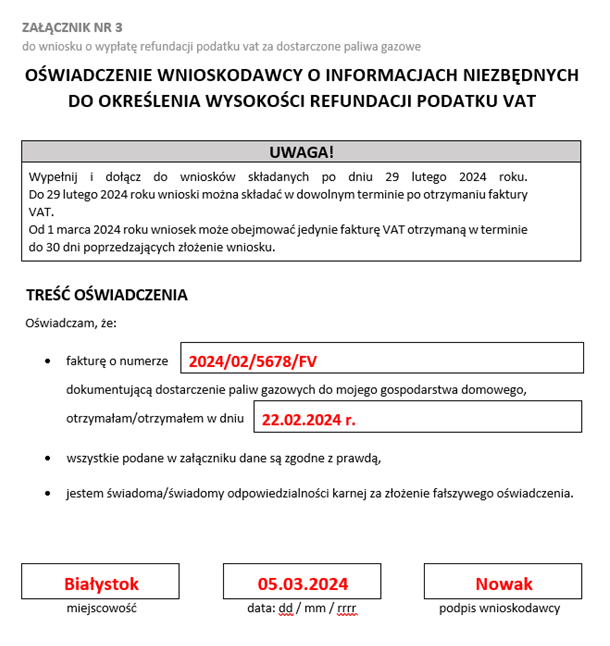 ZAŁĄCZNIK NR 3
do wniosku o wypłatę refundacji podatku vat za dostarczone paliwa gazowe
OŚWIADCZENIE WNIOSKODAWCY O INFORMACJACH NIEZBĘDNYCH
DO OKREŚLENIA WYSOKOŚCI REFUNDACJI PODATKU VAT
UWAGA!
Wypełnij i dołącz do wniosków składanych po dniu 29 lutego 2024 roku.
Do 29 lutego 2024 roku wnioski można składać w dowolnym terminie po otrzymaniu faktury
VAT.
Od 1 marca 2024 roku wniosek może obejmować jedynie fakturę VAT otrzymaną w terminie
do 30 dni poprzedzających złożenie wniosku.
TREŚĆ OŚWIADCZENIA
Oświadczam, że:
• fakturę o numerze 2024/02/5678/FV
dokumentującą dostarczenie paliw gazowych do mojego gospodarstwa domowego,
otrzymałam/otrzymałem w dniu 22.02.2024 r.
• wszystkie podane w załączniku dane są zgodne z prawdą,
• jestem świadoma/świadomy odpowiedzialności karnej za złożenie fałszywego oświadczenia.
Białystok 05.03.2024 Nowak
miejscowość data: dd / mm / rrrr podpis wnioskodawcy